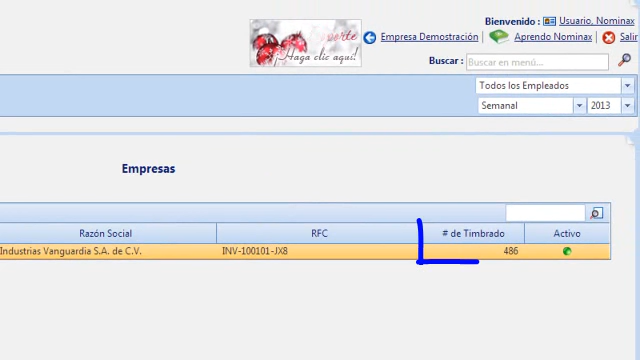 Bienvenido : Usuario, Nominax
Empresa Demostración Aprendo Nominax Salir
¡Haga clic aquí!
Buscar : Buscar en menú...
Todos los Empleados
Semanal 2013
Empresas
Razón Social RFC # de Timbrado Activo
Industrias Vanguardia S.A. de C.V. INV-100101-JX8 486